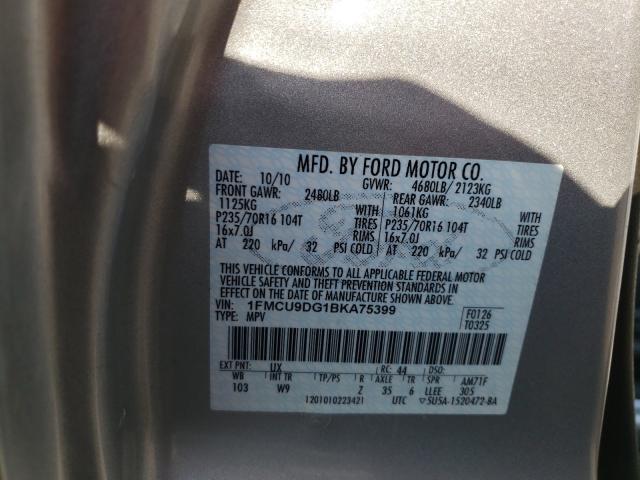 MFD. BY FORD MOTOR CO.
DATE: 10/10 GVWR: 4680LB/ 2123KG
FRONT GAWR: 2480LB REAR GAWR: 2340LB
1125KG 1061KG
P235/70R16 104T TIRES P235/70R16 104T TIRES
16x7.0J RIMS 16x7.0J RIMS
AT 220 kPa/ 32 PSI COLD AT 220 kPa/ 32 PSI COLD
THIS VEHICLE CONFORMS TO ALL APPLICABLE FEDERAL MOTOR
VEHICLE SAFETY AND THEFT PREVENTION STANDARDS IN
EFFECT ON THE DATE OF MANUFACTURE SHOWN ABOVE.
VIN: 1FMCU9DG1BKA75399 F0126
TYPE: MPV T0325
EXT PNT: UX RC: 44 DSO:
WB INT TR TP/PS R AXLE TR SPR AM71F
103 W9 Z 35 6 LLEE 305
1201010223421 UTC ▽5U5A-1520472-BA